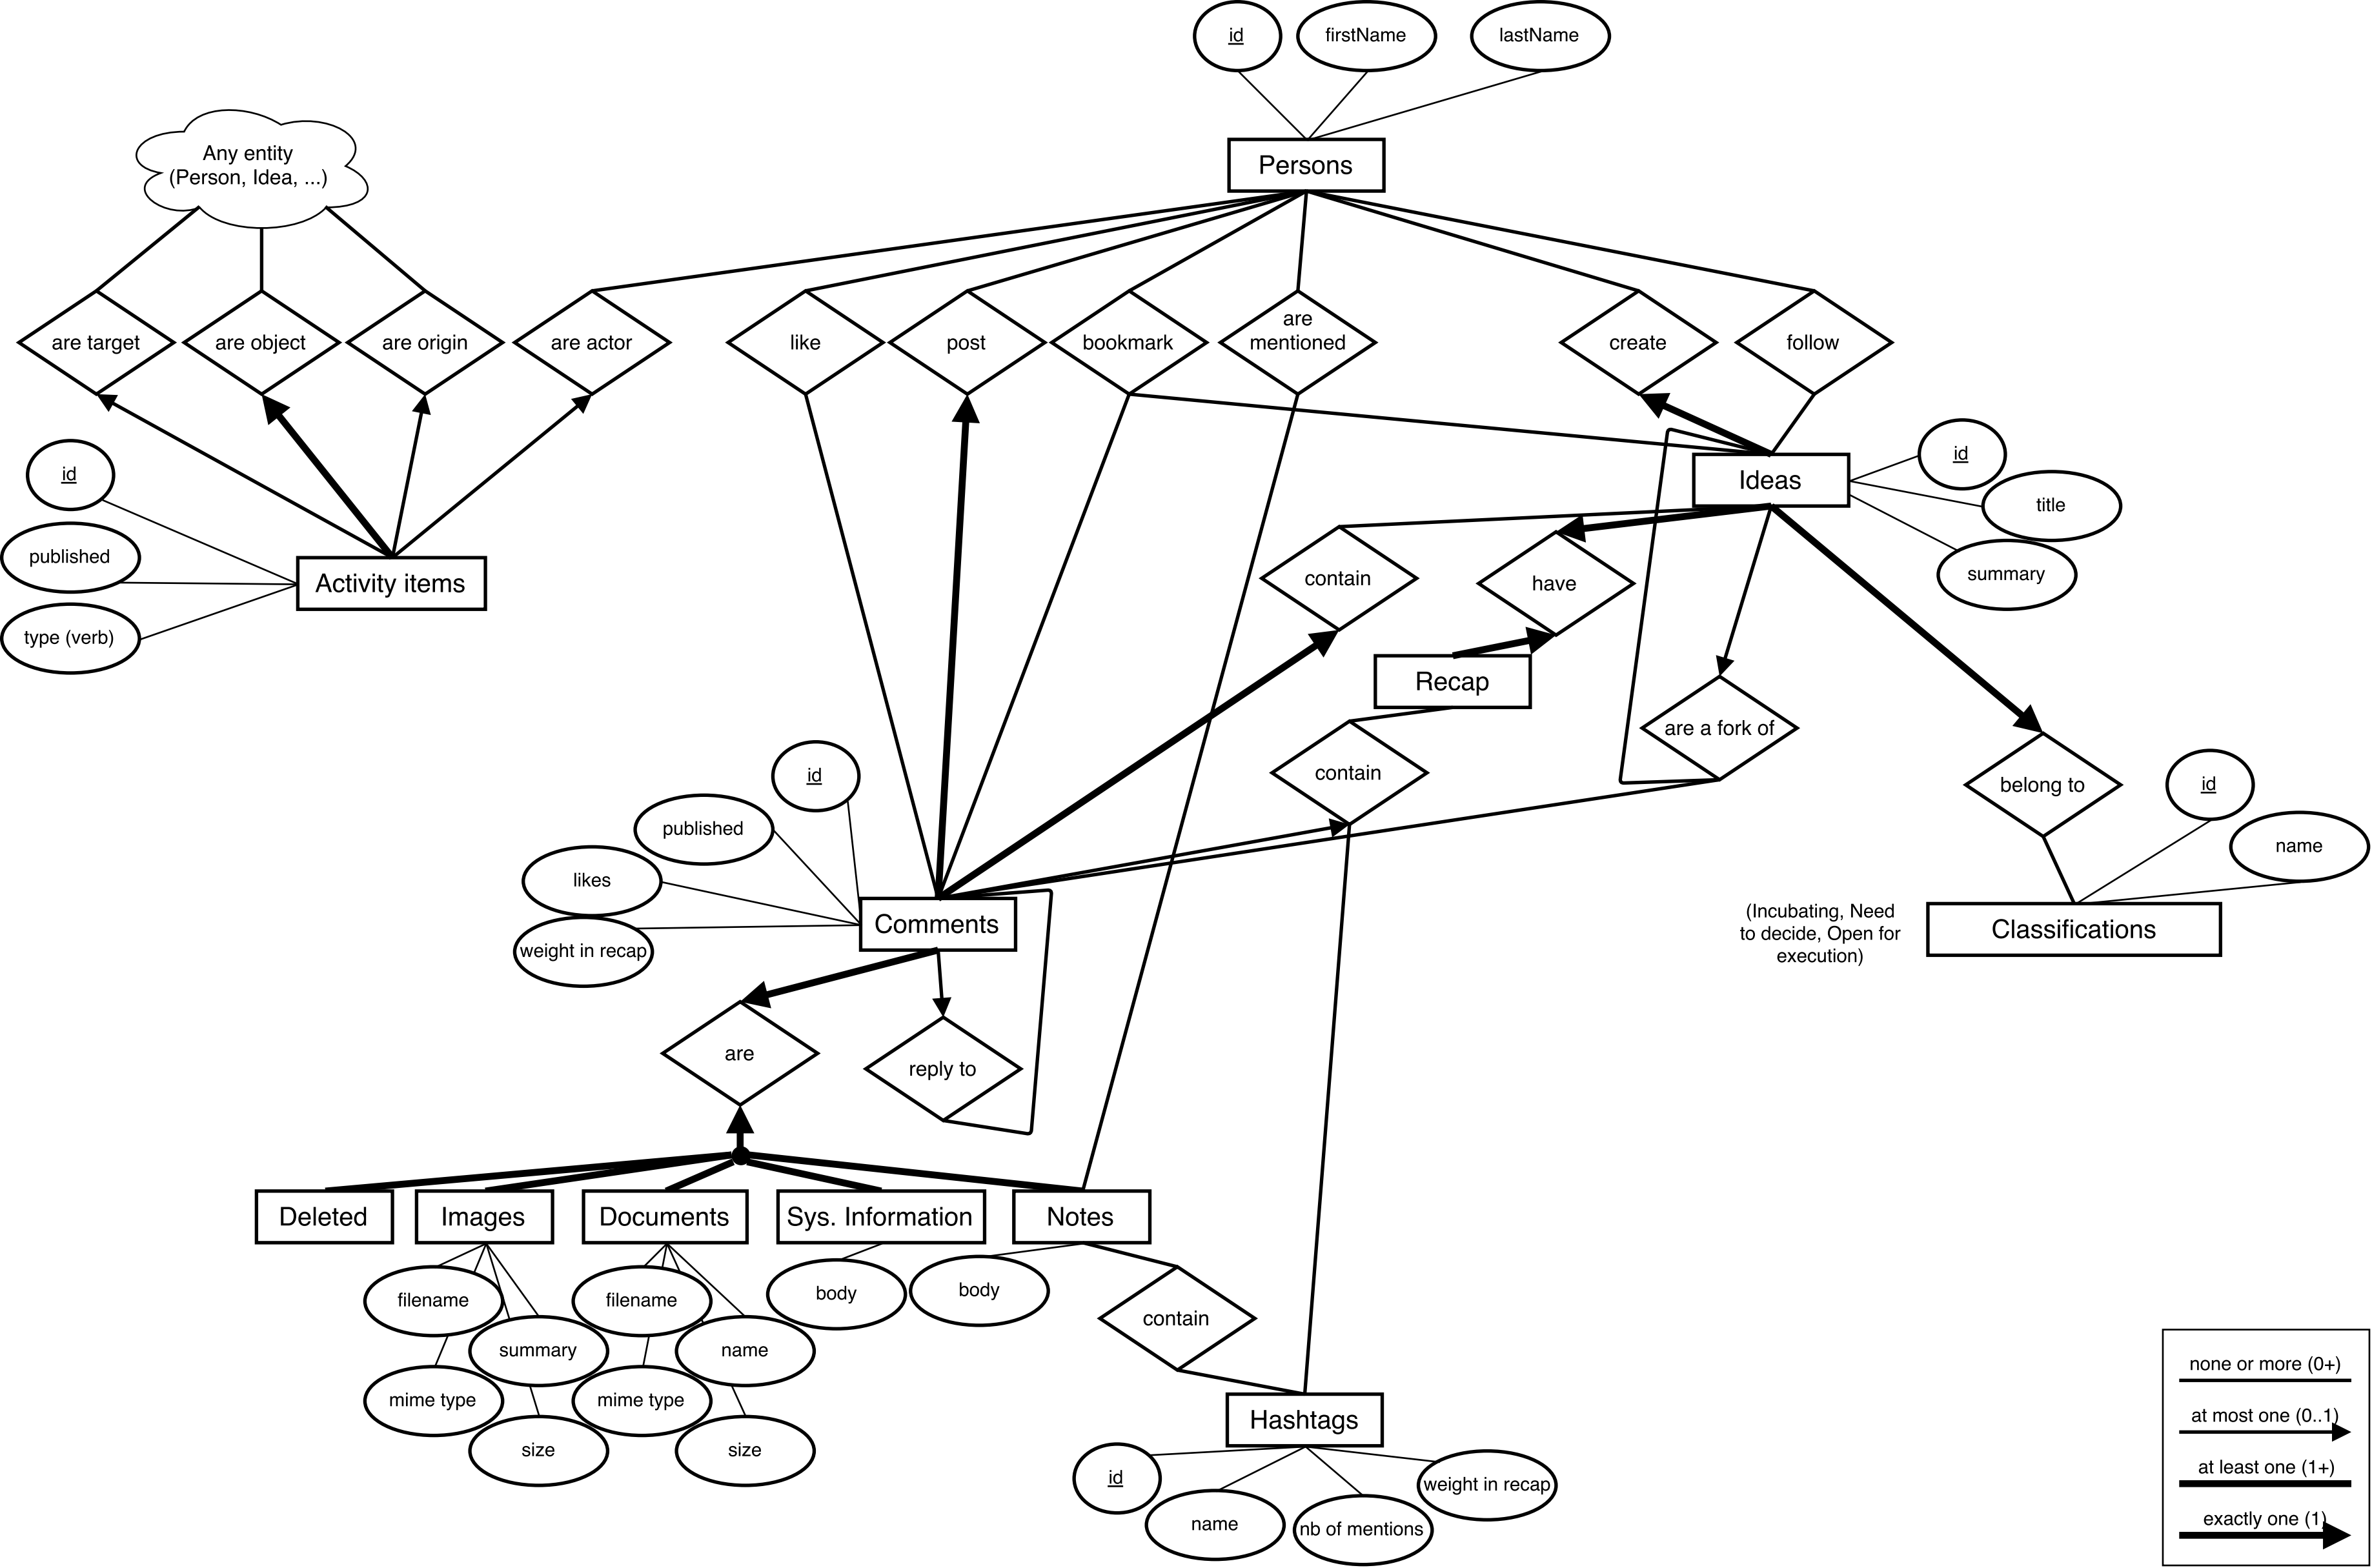 id
firstName
lastName
Any entity
(Person, Idea, ...)
Persons
are target
are object
are origin
are actor
like
post
bookmark
are
mentioned
create
follow
id
published
type (verb)
Activity items
Ideas
id
title
summary
contain
have
Recap
are a fork of
contain
belong to
id
name
(Incubating, Need
to decide, Open for
execution)
Classifications
id
published
likes
weight in recap
Comments
are
reply to
Deleted
Images
Documents
Sys. Information
Notes
filename
summary
mime type
size
filename
name
mime type
size
body
body
contain
Hashtags
id
name
nb of mentions
weight in recap
none or more (0+)
at most one (0..1)
at least one (1+)
exactly one (1)